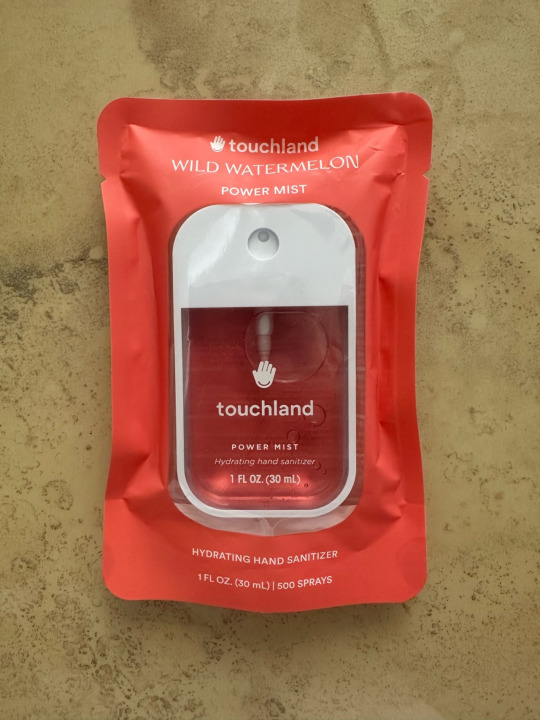 touchland
WILD WATERMELON
POWER MIST
touchland
POWER MIST
Hydrating hand sanitizer
1 FL OZ. (30 mL)
HYDRATING HAND SANITIZER
1 FL OZ. (30 mL) | 500 SPRAYS